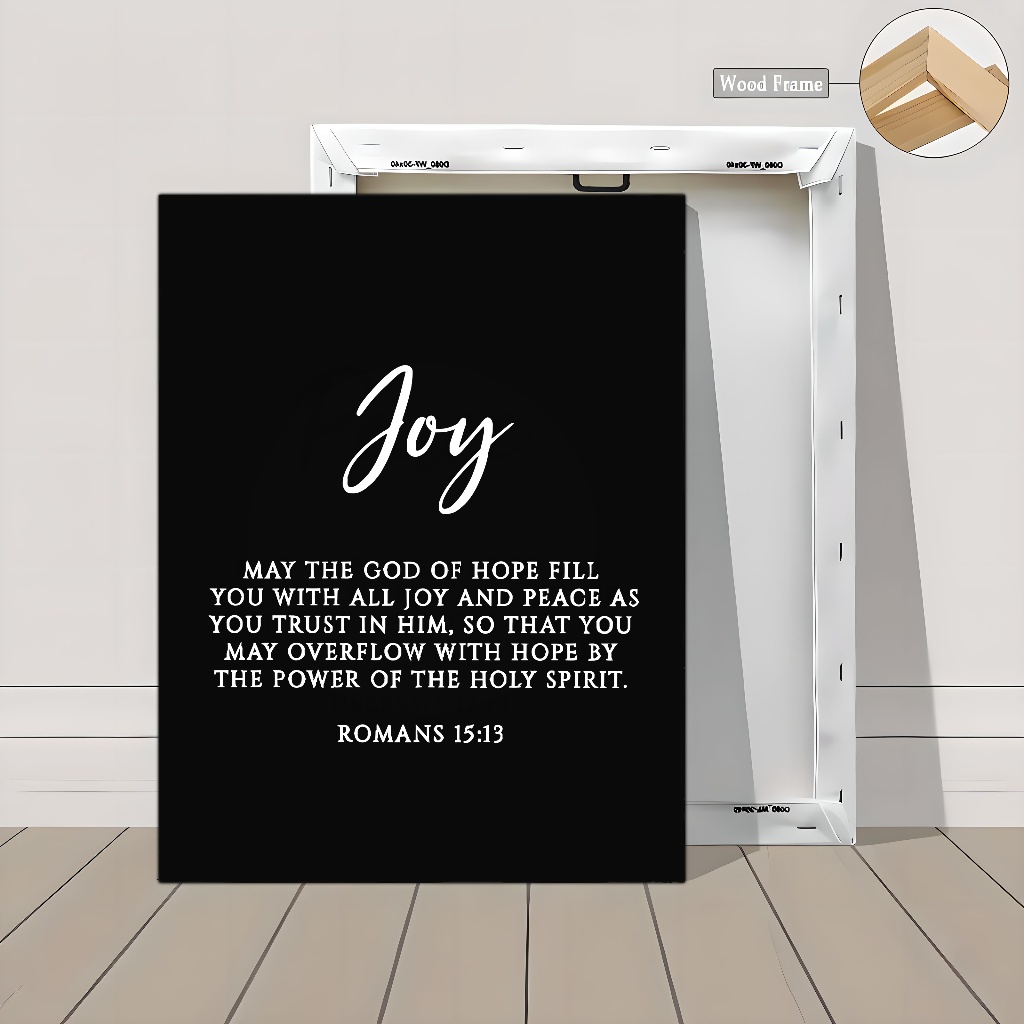 Wood Frame
Joy
MAY THE GOD OF HOPE FILL
YOU WITH ALL JOY AND PEACE AS
YOU TRUST IN HIM, SO THAT YOU
MAY OVERFLOW WITH HOPE BY
THE POWER OF THE HOLY SPIRIT.
ROMANS 15:13